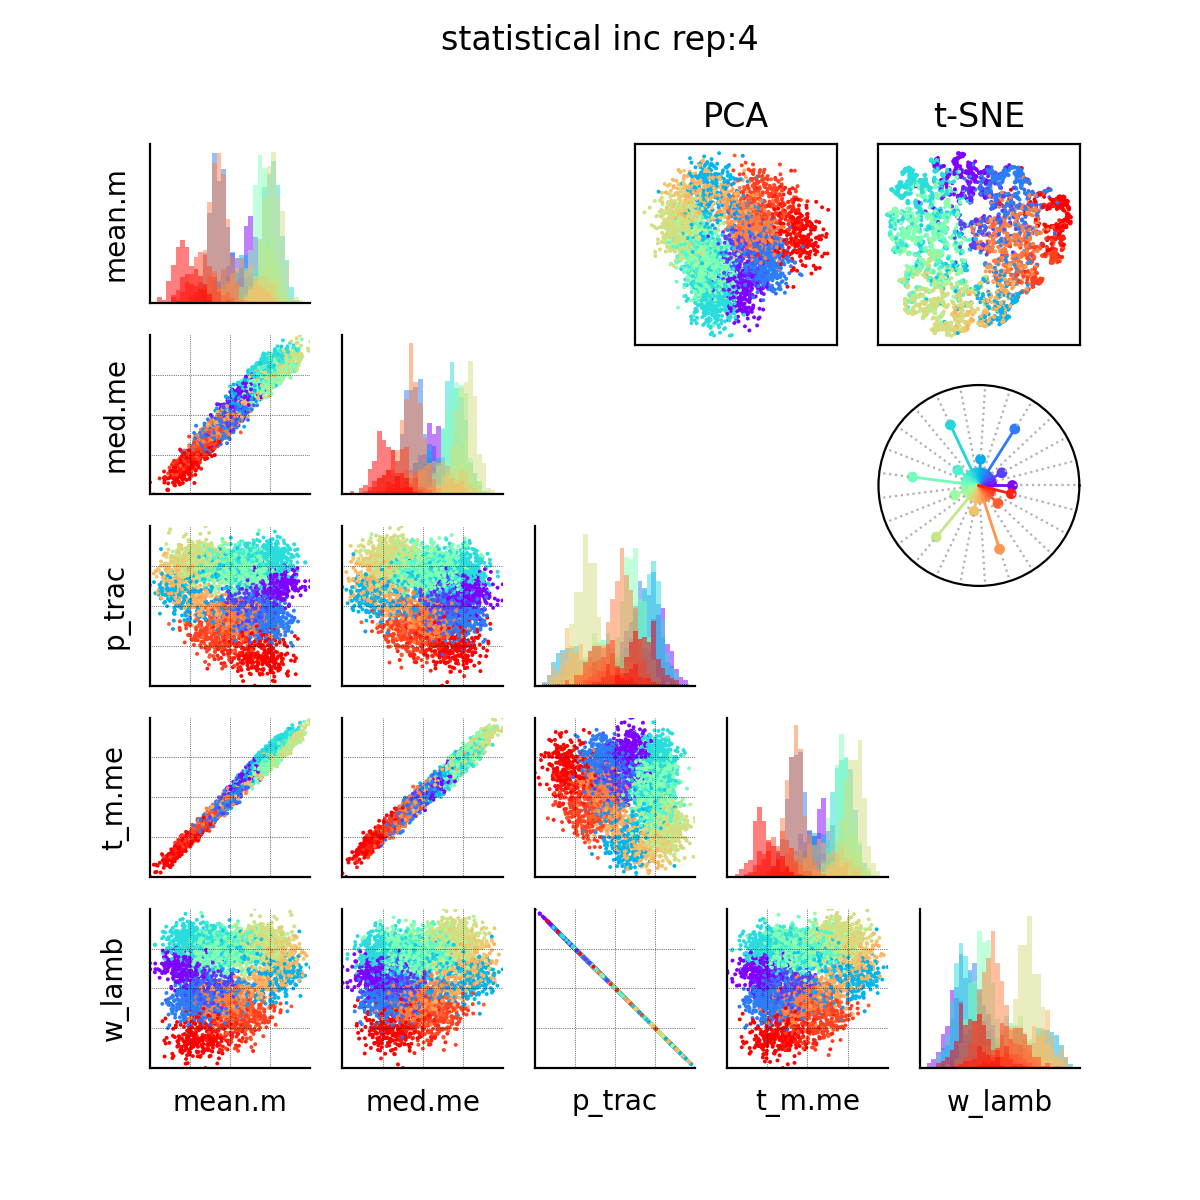 statistical inc rep:4
PCA
t-SNE
mean.m
med.me
p_trac
t_m.me
w_lamb
mean.m
med.me
p_trac
t_m.me
w_lamb